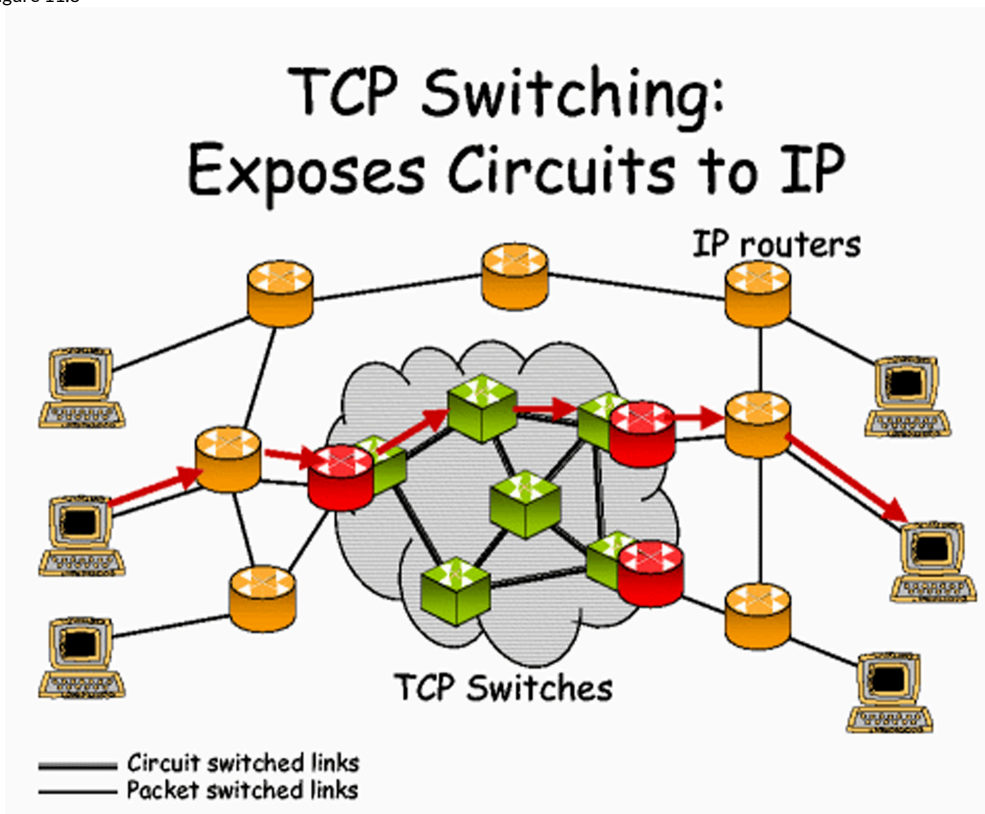 TCP Switching:
Exposes Circuits to IP
IP routers
TCP Switches
Circuit switched links
Packet switched links